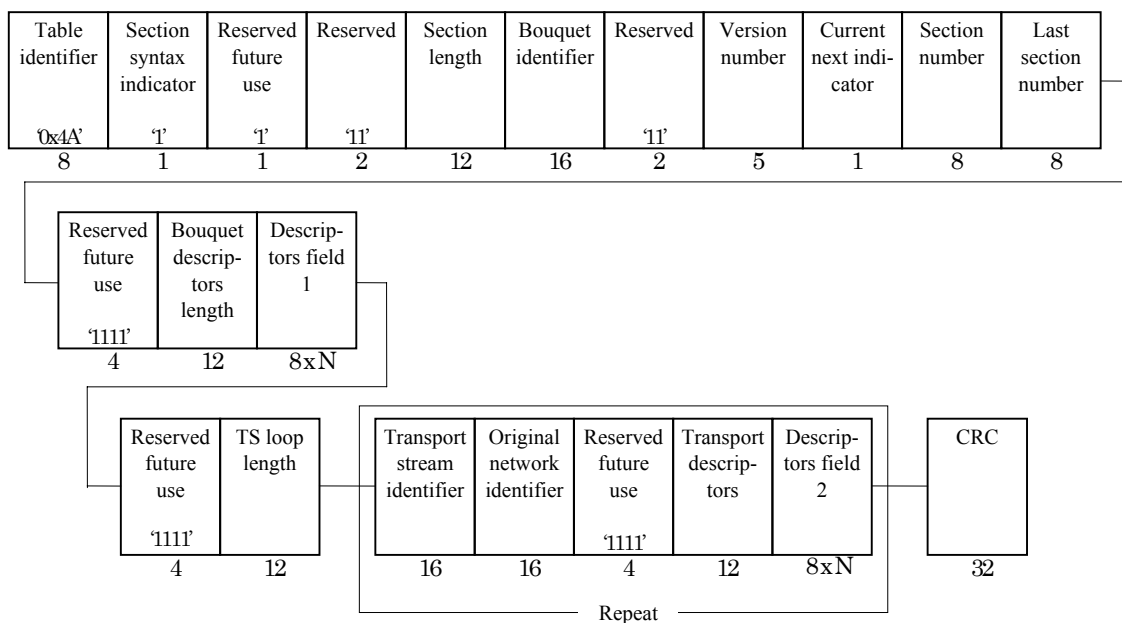 Table
identifier
‘0x4A’
8
Section
syntax
indicator
‘1’
1
Reserved
future
use
‘1’
1
Reserved
‘11’
2
Section
length
12
Bouquet
identifier
16
Reserved
‘11’
2
Version
number
5
Current
next indi-
cator
1
Section
number
8
Last
section
number
8
Reserved
future
use
‘1111’
4
Bouquet
descrip-
tors
length
12
Descrip-
tors field
1
8xN
Reserved
future
use
‘1111’
4
TS loop
length
12
Transport
stream
identifier
16
Original
network
identifier
16
Reserved
future
use
‘1111’
4
Transport
descrip-
tors
12
Descrip-
tors field
2
8xN
CRC
32
Repeat